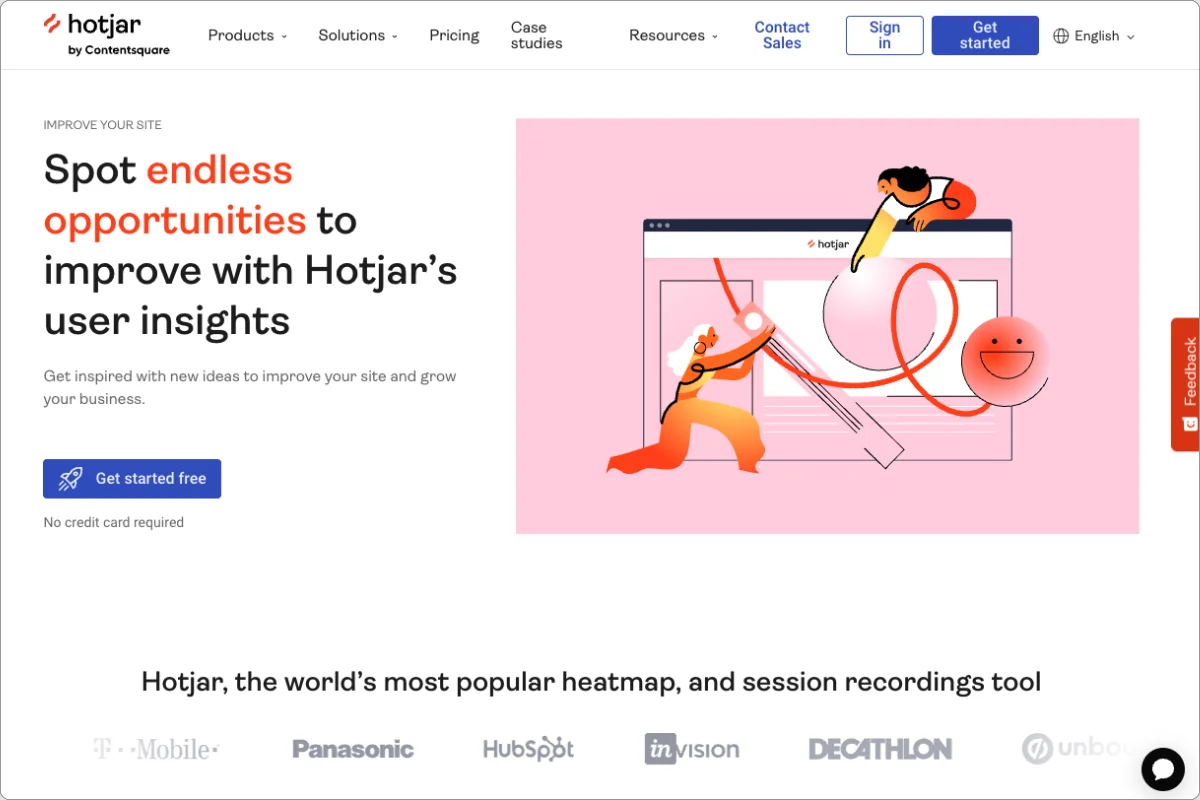 hotjar
by Contentsquare
Products
Solutions
Pricing
Case
studies
Resources
Contact
Sales
Sign
in
Get
started
English
IMPROVE YOUR SITE
Spot endless
opportunities to
improve with Hotjar’s
user insights
Get inspired with new ideas to improve your site and grow
your business.
Get started free
No credit card required
hotjar
Feedback
Hotjar, the world’s most popular heatmap, and session recordings tool
T··Mobile·
Panasonic
HubSpot
inVISION
DECATHLON